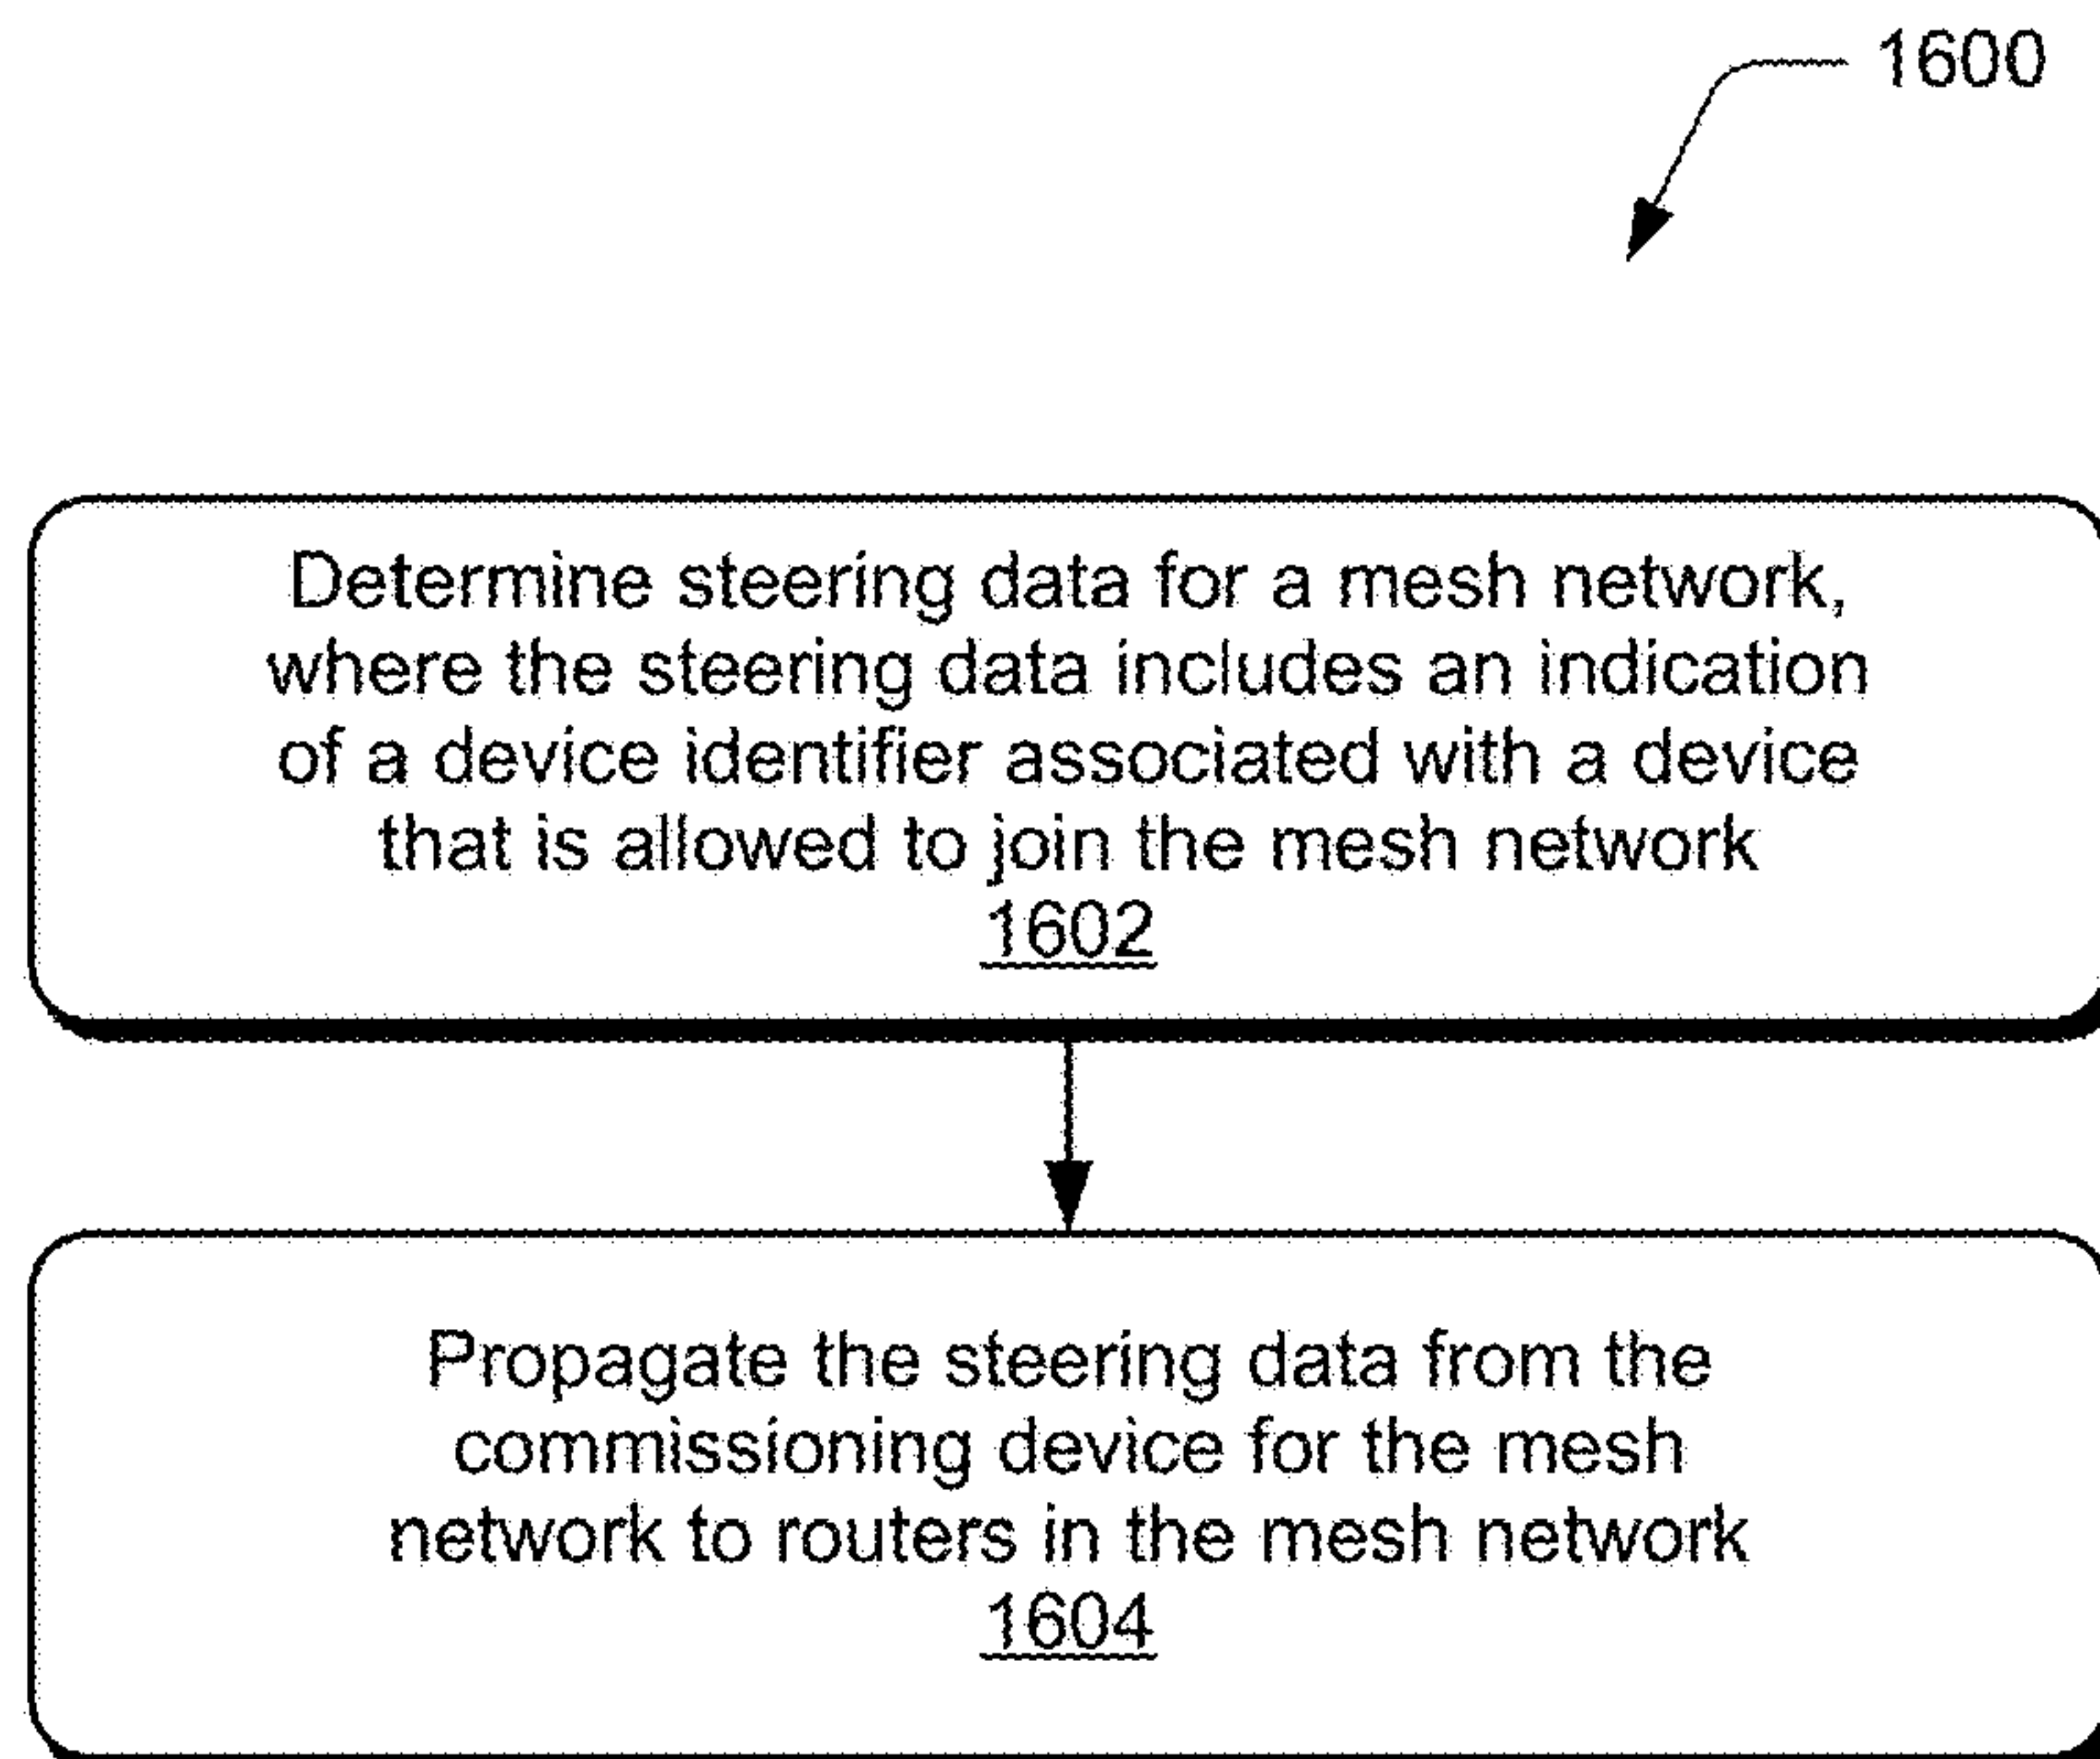 1600
Determine steering data for a mesh network,
where the steering data includes an indication
of a device identifier associated with a device
that is allowed to join the mesh network
1602
Propagate the steering data from the
commissioning device for the mesh
network to routers in the mesh network
1604